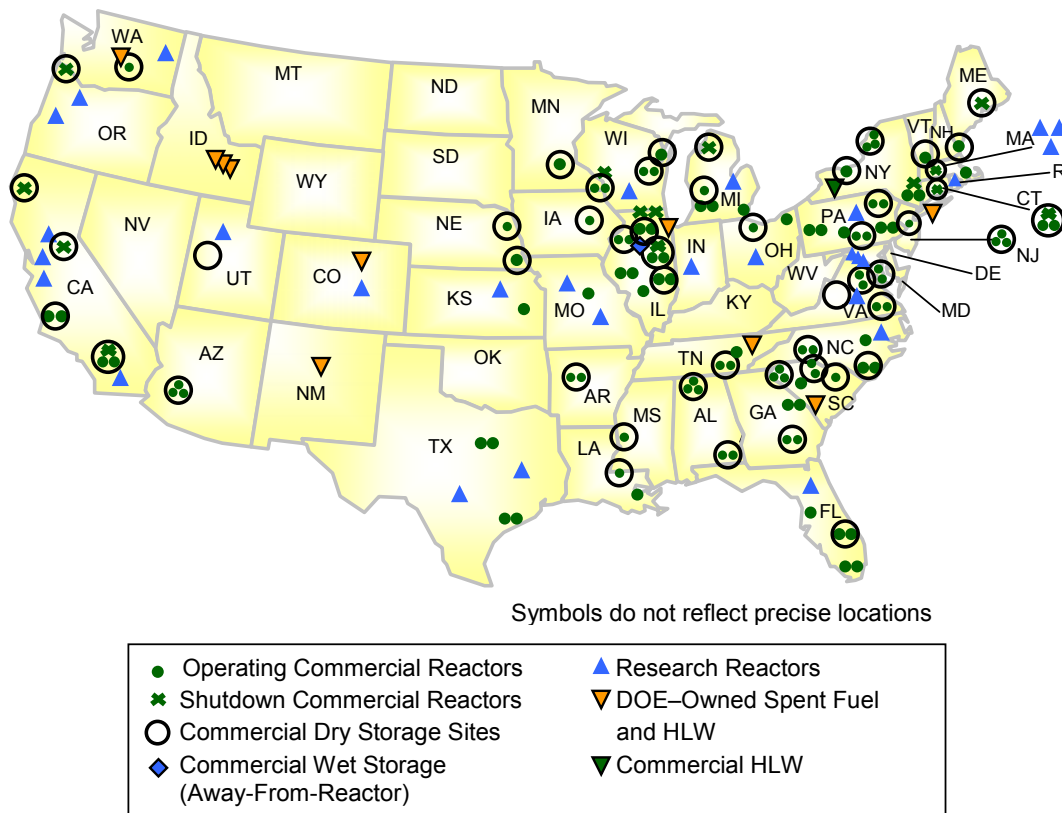 WA
MT
ND
MN
ME
OR
ID
SD
WI
VT
NH
MA
WY
NY
R
MI
IA
NE
PA
CT
NV
UT
CO
IL
IN
OH
NJ
CA
KS
MO
WV
DE
KY
VA
MD
AZ
NM
OK
TN
NC
AR
SC
MS
AL
GA
TX
LA
FL
Symbols do not reflect precise locations
Operating Commercial Reactors
Shutdown Commercial Reactors
Commercial Dry Storage Sites
Commercial Wet Storage
(Away-From-Reactor)
Research Reactors
DOE–Owned Spent Fuel
and HLW
Commercial HLW